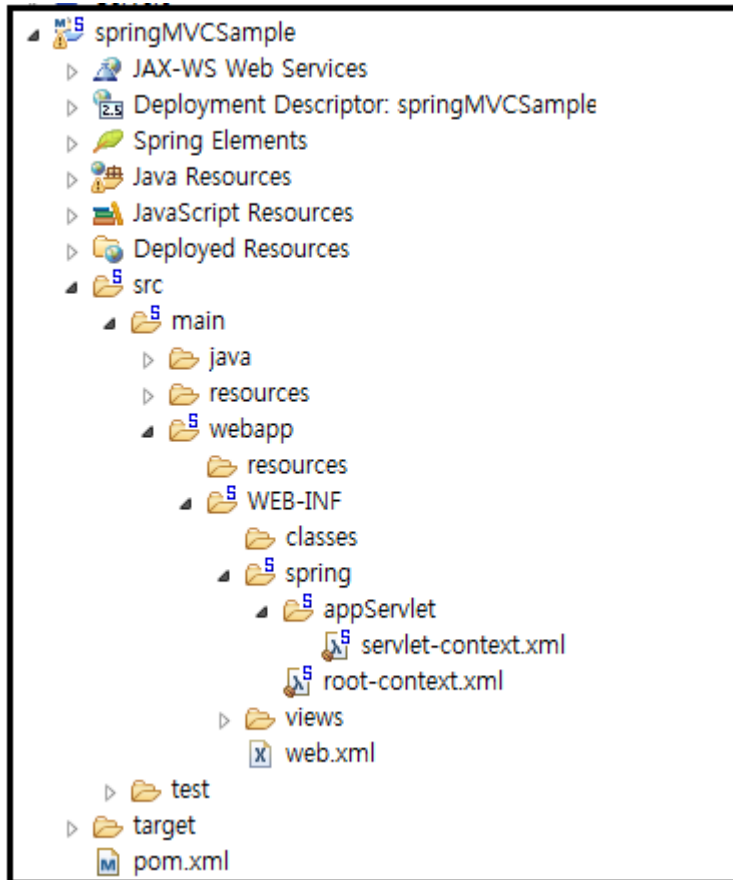 springMVCSample
JAX-WS Web Services
Deployment Descriptor: springMVCSample
Spring Elements
Java Resources
JavaScript Resources
Deployed Resources
src
main
java
resources
webapp
resources
WEB-INF
classes
spring
appServlet
servlet-context.xml
root-context.xml
views
web.xml
test
target
pom.xml